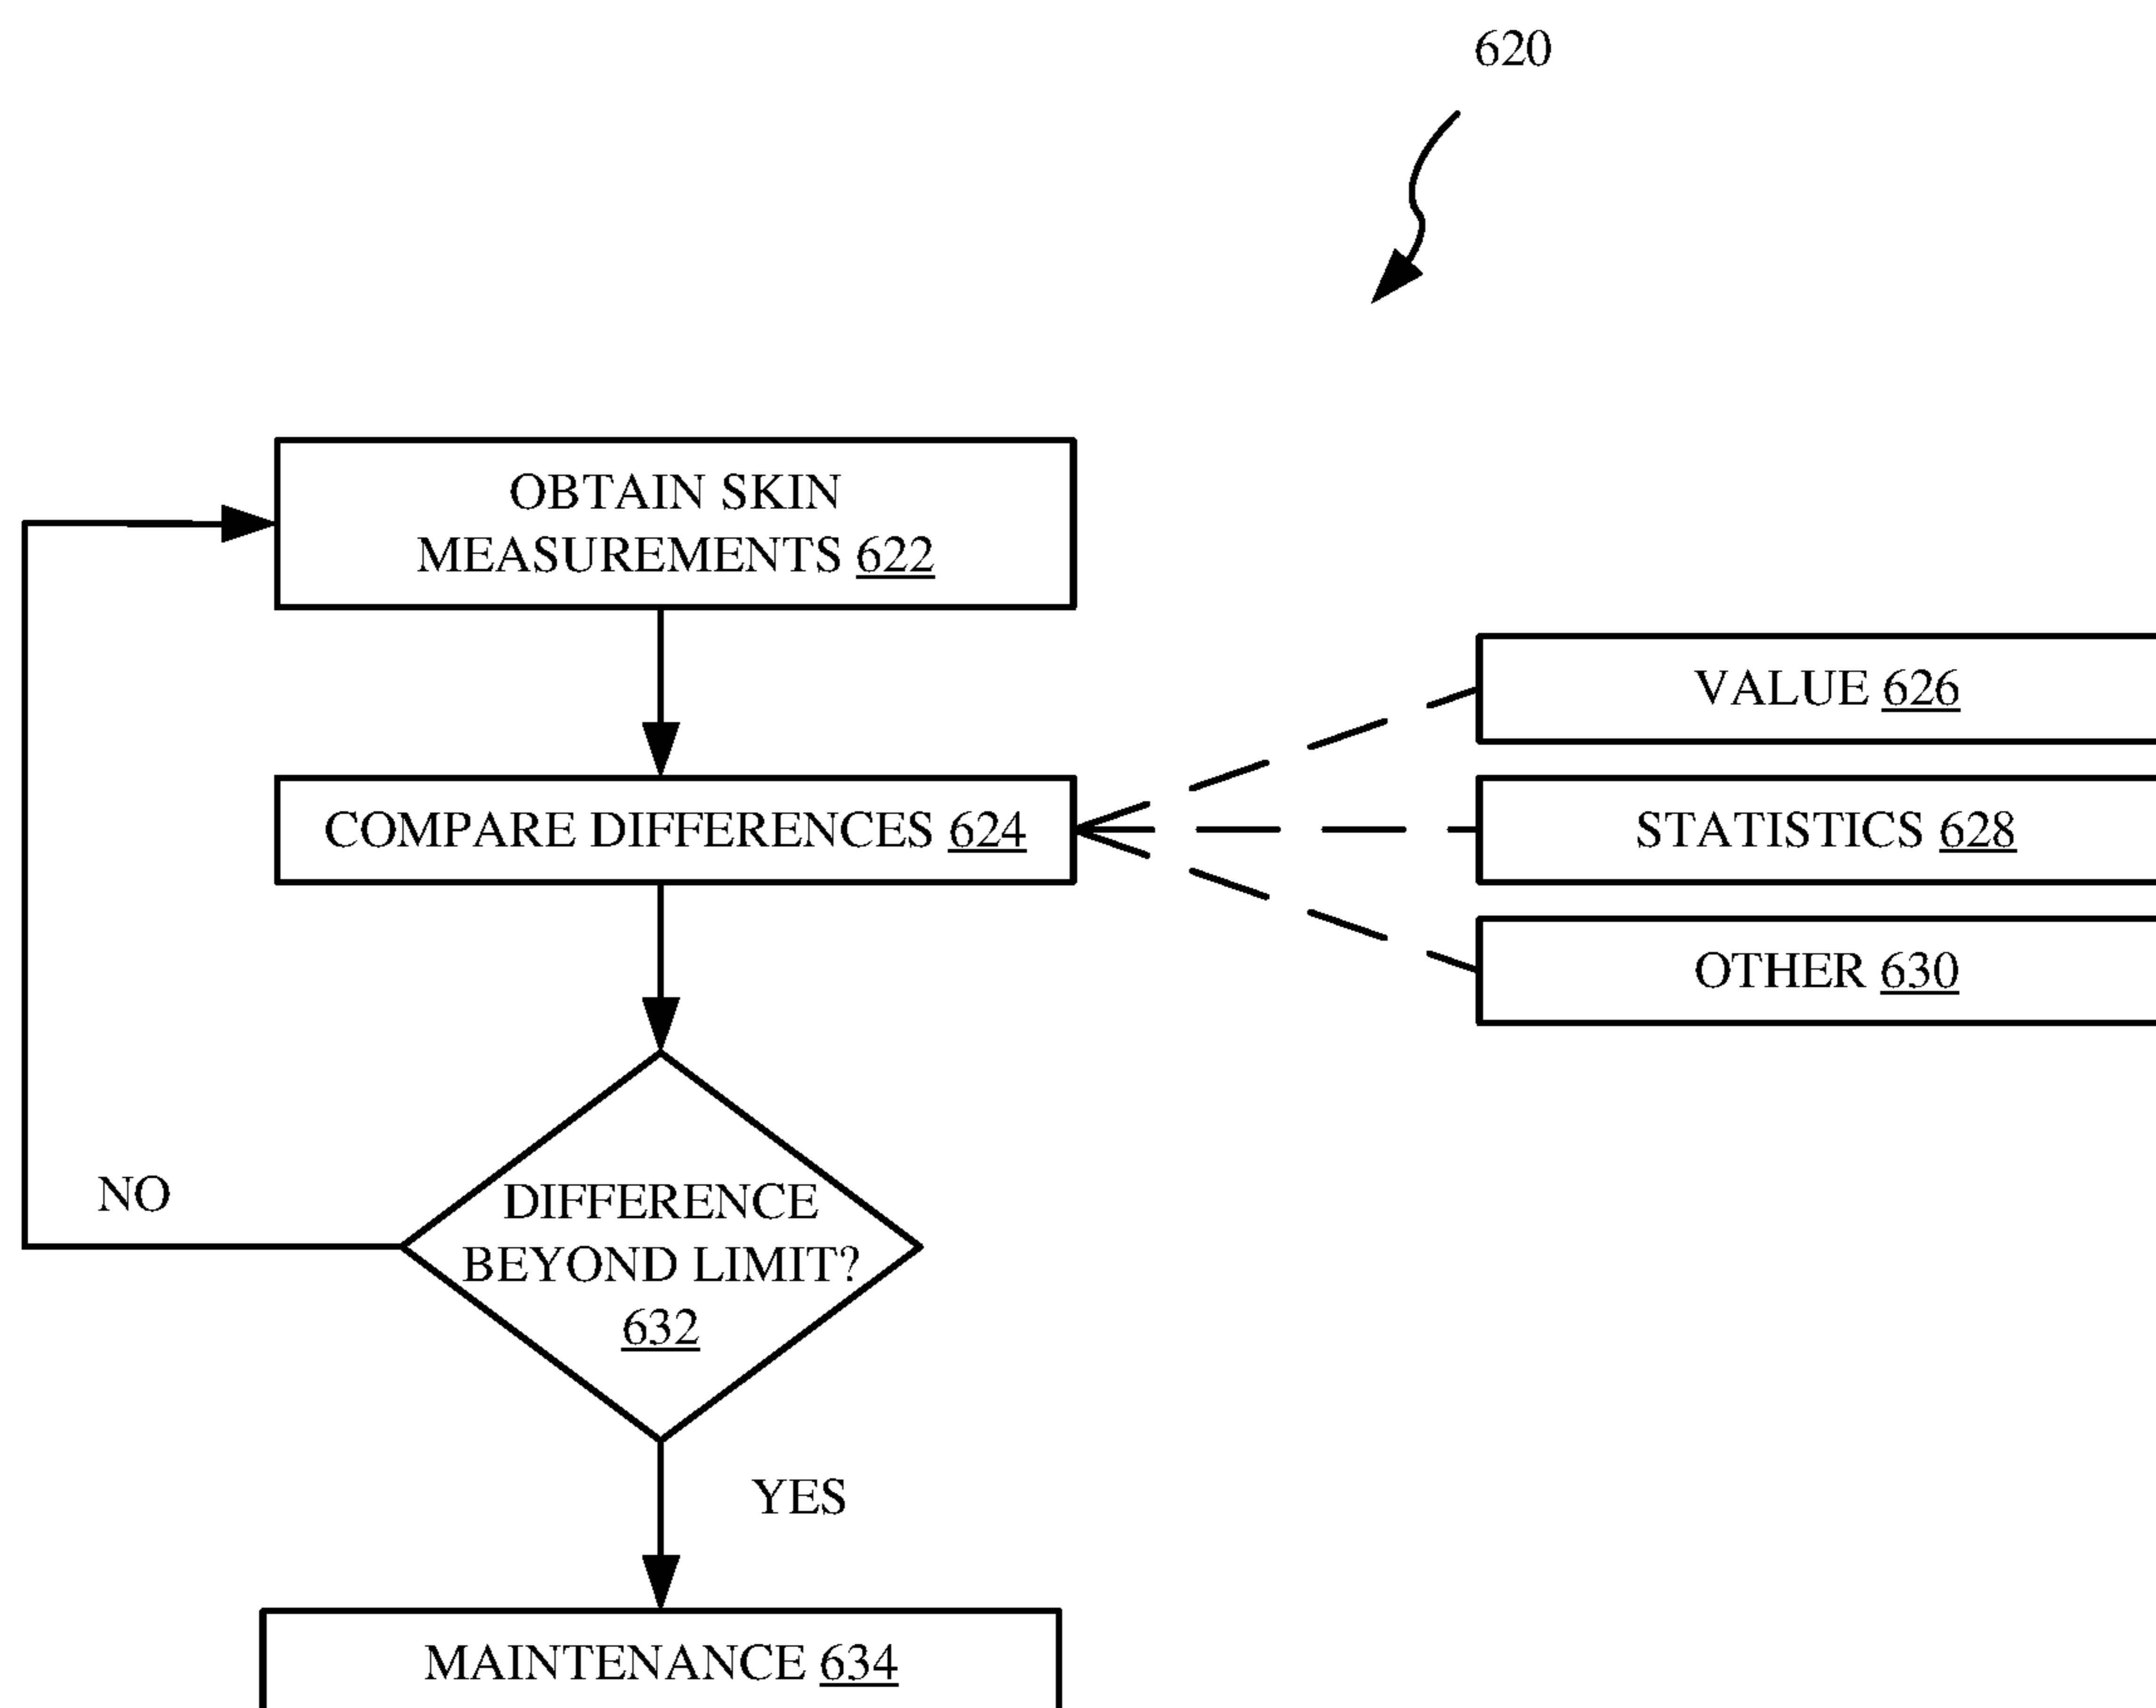 620
OBTAIN SKIN
MEASUREMENTS 622
VALUE 626
COMPARE DIFFERENCES 624
STATISTICS 628
OTHER 630
NO
DIFFERENCE
BEYOND LIMIT?
632
YES
MAINTENANCE 634